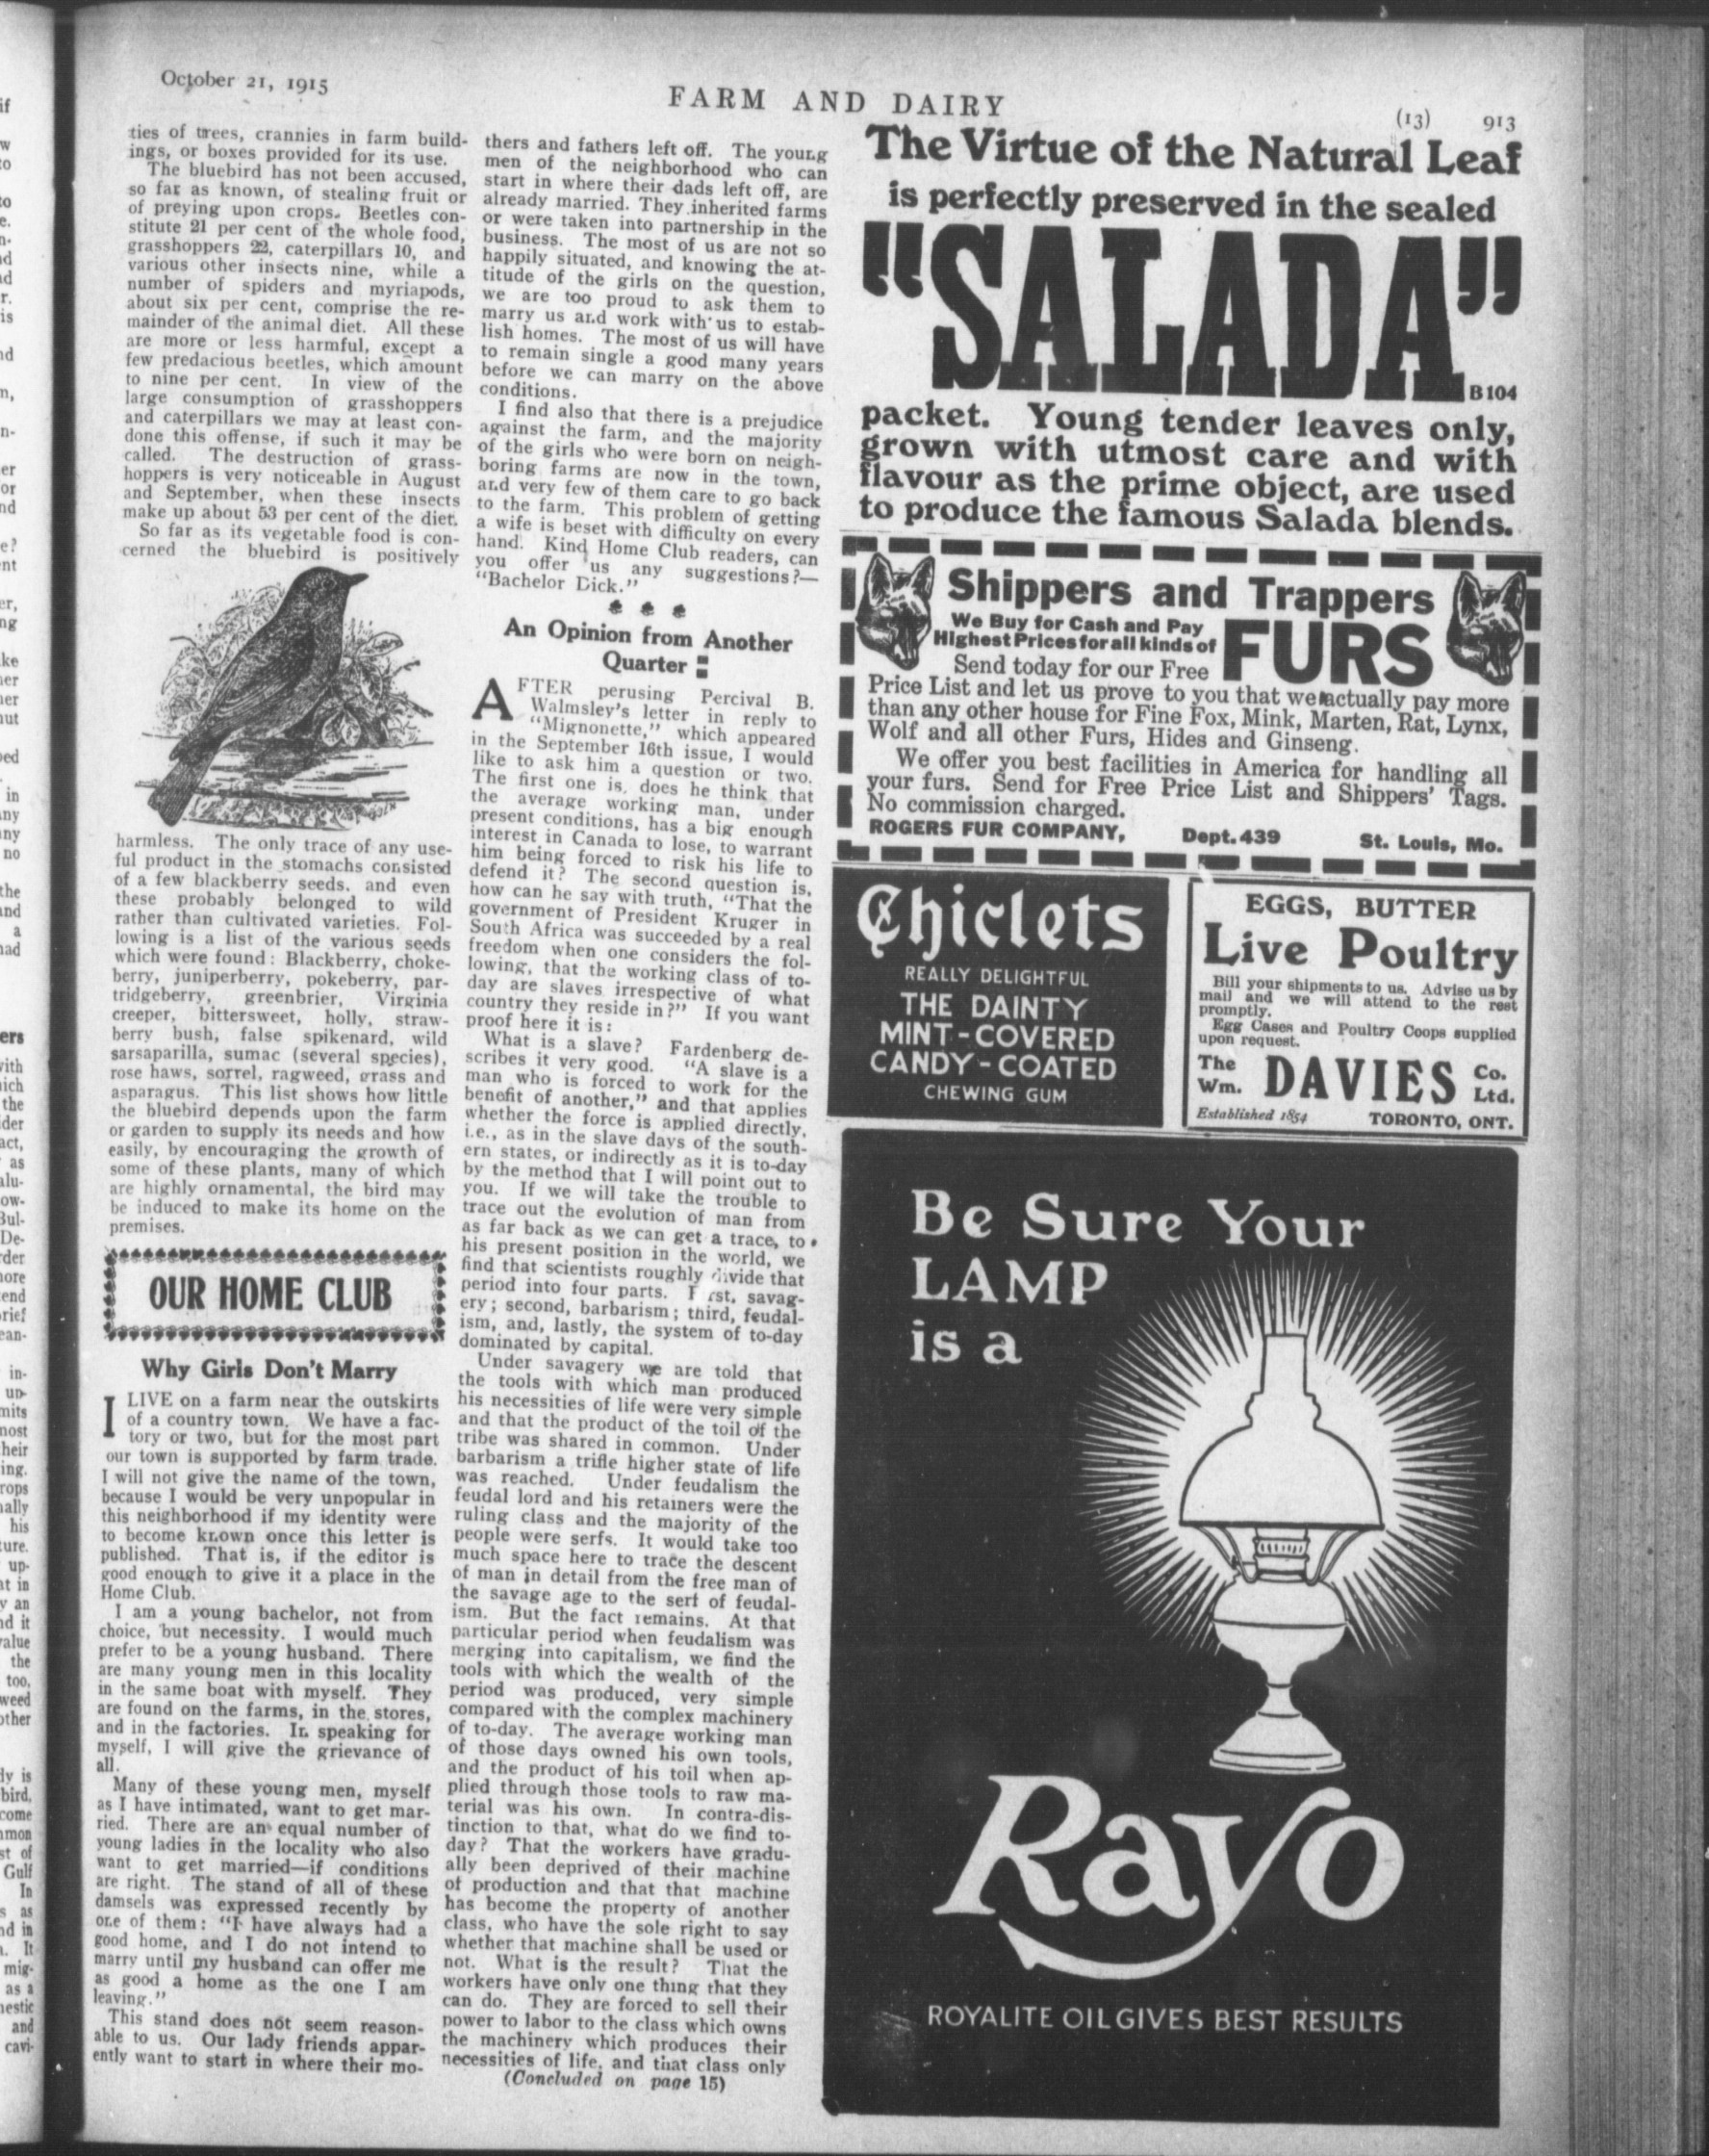 October 21, 1915
FARM AND DAIRY
(13) 913
ties of trees, crannies in farm build-
ings, or boxes provided for its use.
The bluebird has not been accused,
so far as known, of stealing fruit or
of preying upon crops. Beetles con-
stitute 21 per cent of the whole food,
grasshoppers 22, caterpillars 10, and
various other insects nine, while a
number of spiders and myriapods,
about six per cent, comprise the re-
mainder of the animal diet. All these
are more or less harmful, except a
few predacious beetles, which amount
to nine per cent. In view of the
large consumption of grasshoppers
and caterpillars we may at least con-
done this offense, if such it may be
called. The destruction of grass-
hoppers is very noticeable in August
and September, when these insects
make up about 53 per cent of the diet.
So far as its vegetable food is con-
cerned the bluebird is positively
harmless. The only trace of any use-
ful product in the stomachs consisted
of a few blackberry seeds, and even
these probably belonged to wild
rather than cultivated varieties. Fol-
lowing is a list of the various seeds
which were found: Blackberry, choke-
berry, juniperberry, pokeberry, par-
tridgeberry, greenbrier, Virginia
creeper, bittersweet, holly, straw-
berry bush, false spikenard, wild
sarsaparilla, sumac (several species),
rose haws, sorrel, ragweed, grass and
asparagus. This list shows how little
the bluebird depends upon the farm
or garden to supply its needs and how
easily, by encouraging the growth of
some of these plants, many of which
are highly ornamental, the bird may
be induced to make its home on the
premises.
OUR HOME CLUB
Why Girls Don't Marry
I LIVE on a farm near the outskirts
of a country town. We have a fac-
tory or two, but for the most part
our town is supported by farm trade.
I will not give the name of the town,
because I would be very unpopular in
this neighborhood if my identity were
to become known once this letter is
published. That is, if the editor is
good enough to give it a place in the
Home Club.
I am a young bachelor, not from
choice, but necessity. I would much
prefer to be a young husband. There
are many young men in this locality
in the same boat with myself. They
are found on the farms, in the stores,
and in the factories. In speaking for
myself, I will give the grievance of
all.
Many of these young men, myself
as I have intimated, want to get mar-
ried. There are an equal number of
young ladies in the locality who also
want to get married—if conditions
are right. The stand of all of these
damsels was expressed recently by
one of them: "I have always had a
good home, and I do not intend to
marry until my husband can offer me
as good a home as the one I am
leaving."
This stand does not seem reason-
able to us. Our lady friends appar-
ently want to start in where their mo-
thers and fathers left off. The young
men of the neighborhood who can
start in where their dads left off, are
already married. They inherited farms
or were taken into partnership in the
business. The most of us are not so
happily situated, and knowing the at-
titude of the girls on the question,
we are too proud to ask them to
marry us and work with us to estab-
lish homes. The most of us will have
to remain single a good many years
before we can marry on the above
conditions.
I find also that there is a prejudice
against the farm, and the majority
of the girls who were born on neigh-
boring farms are now in the town,
and very few of them care to go back
to the farm. This problem of getting
a wife is beset with difficulty on every
hand. Kind Home Club readers, can
you offer us any suggestions?—
"Bachelor Dick."
An Opinion from Another
Quarter
AFTER perusing Percival B.
Walmsley's letter in reply to
"Mignonette," which appeared
in the September 16th issue, I would
like to ask him a question or two.
The first one is, does he think that
the average working man, under
present conditions, has a big enough
interest in Canada to lose, to warrant
him being forced to risk his life to
defend it? The second question is,
how can he say with truth, "That the
government of President Kruger in
South Africa was succeeded by a real
freedom when one considers the fol-
lowing, that the working class of to-
day are slaves irrespective of what
country they reside in?" If you want
proof here it is:
What is a slave? Fardenberg de-
scribes it very good. "A slave is a
man who is forced to work for the
benefit of another," and that applies
whether the force is applied directly,
i.e., as in the slave days of the south-
ern states, or indirectly as it is to-day
by the method that I will point out to
you. If we will take the trouble to
trace out the evolution of man from
as far back as we can get a trace, to
his present position in the world, we
find that scientists roughly divide that
period into four parts. First, savag-
ery; second, barbarism; third, feudal-
ism, and, lastly, the system of to-day
dominated by capital.
Under savagery we are told that
the tools with which man produced
his necessities of life were very simple
and that the product of the toil of the
tribe was shared in common. Under
barbarism a trifle higher state of life
was reached. Under feudalism the
feudal lord and his retainers were the
ruling class and the majority of the
people were serfs. It would take too
much space here to trace the descent
of man in detail from the free man of
the savage age to the serf of feudal-
ism. But the fact remains. At that
particular period when feudalism was
merging into capitalism, we find the
tools with which the wealth of the
period was produced, very simple
compared with the complex machinery
of to-day. The average working man
of those days owned his own tools,
and the product of his toil when ap-
plied through those tools to raw ma-
terial was his own. In contra-dis-
tinction to that, what do we find to-
day? That the workers have gradu-
ally been deprived of their machine
of production and that that machine
has become the property of another
class, who have the sole right to say
whether that machine shall be used or
not. What is the result? That the
workers have only one thing that they
can do. They are forced to sell their
power to labor to the class which owns
the machinery which produces their
necessities of life, and that class only
(Concluded on page 15)
The Virtue of the Natural Leaf
is perfectly preserved in the sealed
"SALADA"
B 104
packet. Young tender leaves only,
grown with utmost care and with
flavour as the prime object, are used
to produce the famous Salada blends.
Shippers and Trappers
We Buy for Cash and Pay
Highest Prices for all kinds of
FURS
Send today for our Free
Price List and let us prove to you that we actually pay more
than any other house for Fine Fox, Mink, Marten, Rat, Lynx,
Wolf and all other Furs, Hides and Ginseng.
We offer you best facilities in America for handling all
your furs. Send for Free Price List and Shippers' Tags.
No commission charged.
ROGERS FUR COMPANY, Dept. 439 St. Louis, Mo.
Chiclets
REALLY DELIGHTFUL
THE DAINTY
MINT-COVERED
CANDY-COATED
CHEWING GUM
EGGS, BUTTER
Live Poultry
Bill your shipments to us. Advise us by
mail and we will attend to the rest
promptly.
Egg Cases and Poultry Coops supplied
upon request.
The Wm. DAVIES Co. Ltd.
Established 1854 TORONTO, ONT.
Be Sure Your
LAMP
is a
Rayo
ROYALITE OIL GIVES BEST RESULTS